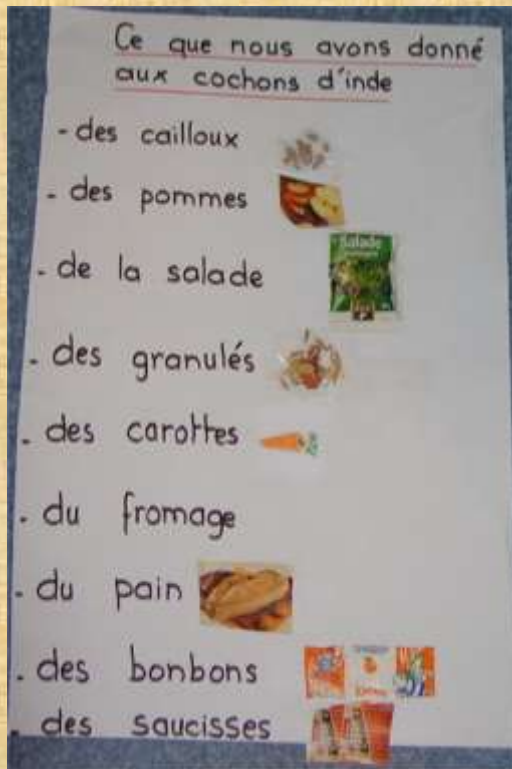 Ce que nous avons donné
aux cochons d'inde
- des cailloux
- des pommes
- de la salade
Salade
- des granulés
- des carottes
- du fromage
- du pain
- des bonbons
- des saucisses